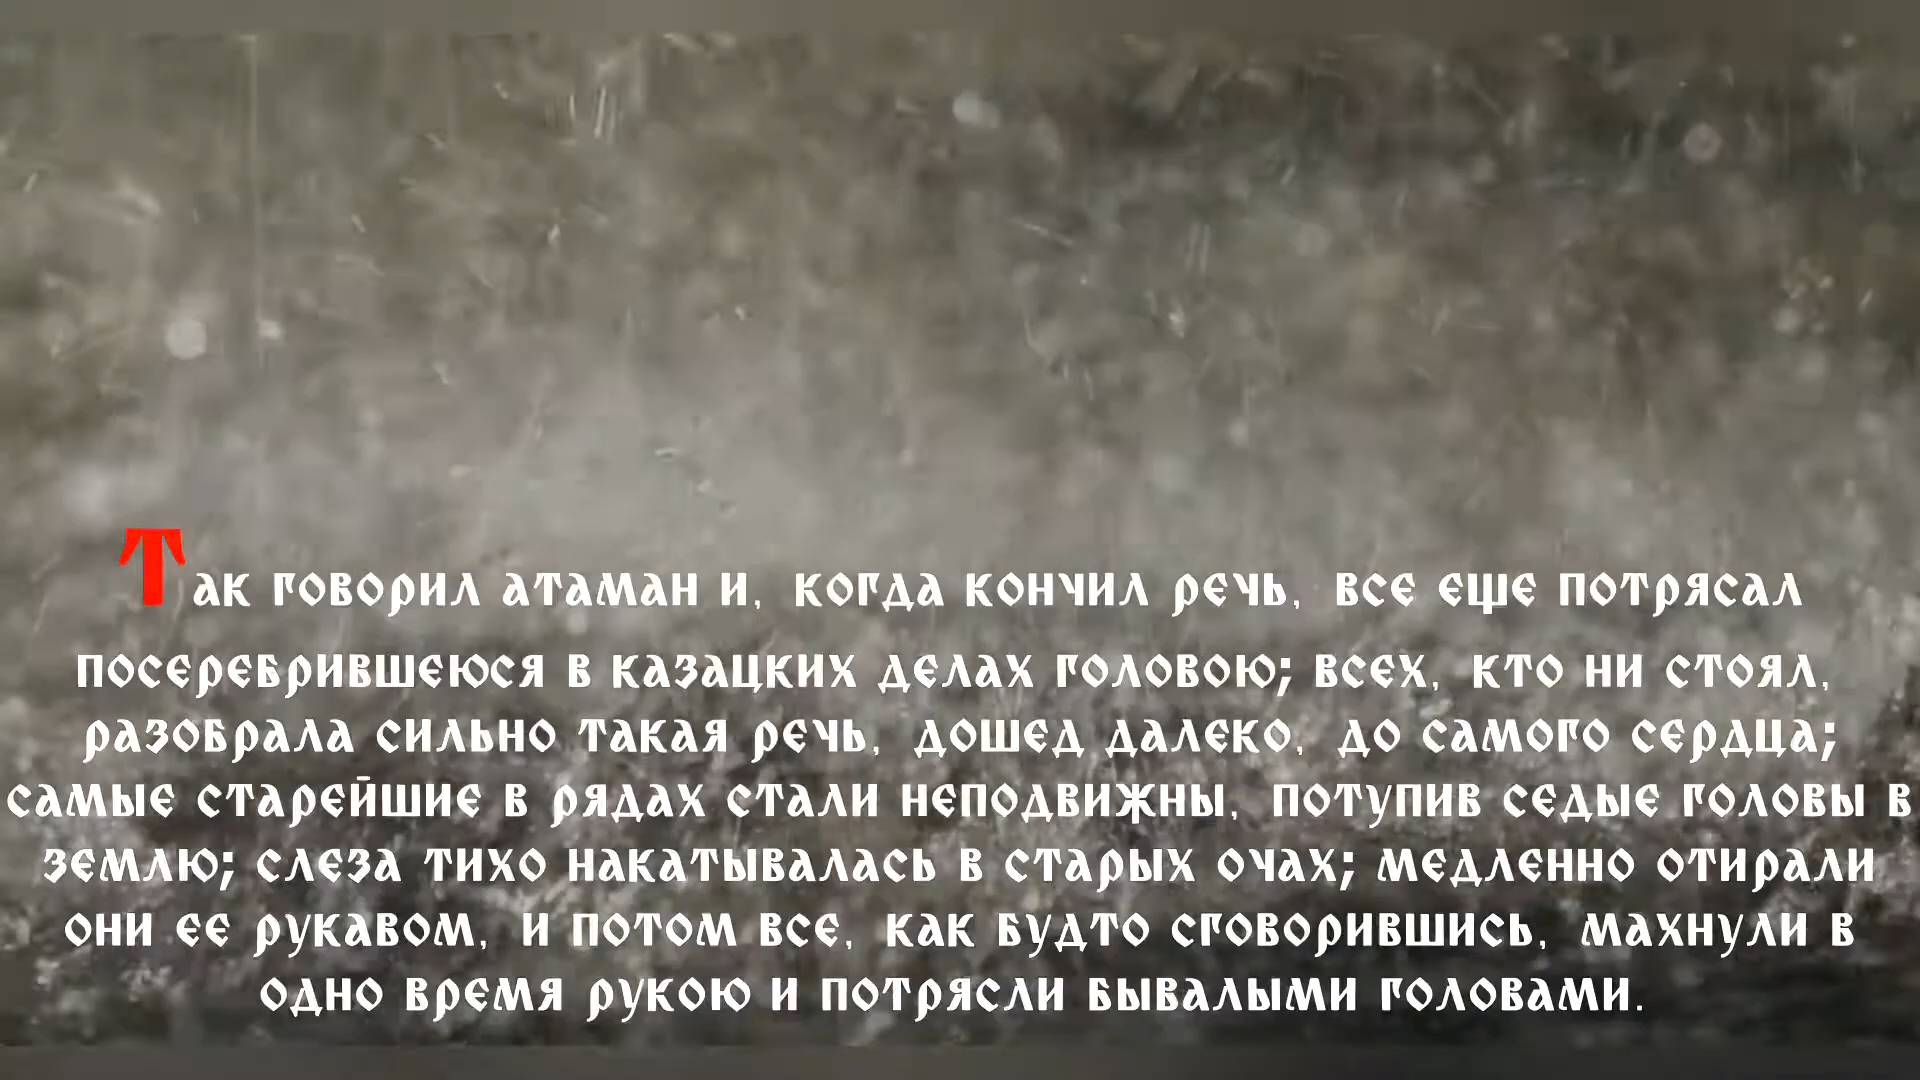 Так говорил атаман и, когда кончил речь, все еще потрясал
посеребрившеюся в казацких делах головою; всех, кто ни стоял,
разобрала сильно такая речь, дошед далеко, до самого сердца;
самые старейшие в рядах стали неподвижны, потупив седые головы в
землю; слеза тихо накатывалась в старых очах; медленно отирали
они ее рукавом, и потом все, как будто сговорившись, махнули в
одно время рукою и потрясли бывалыми головами.